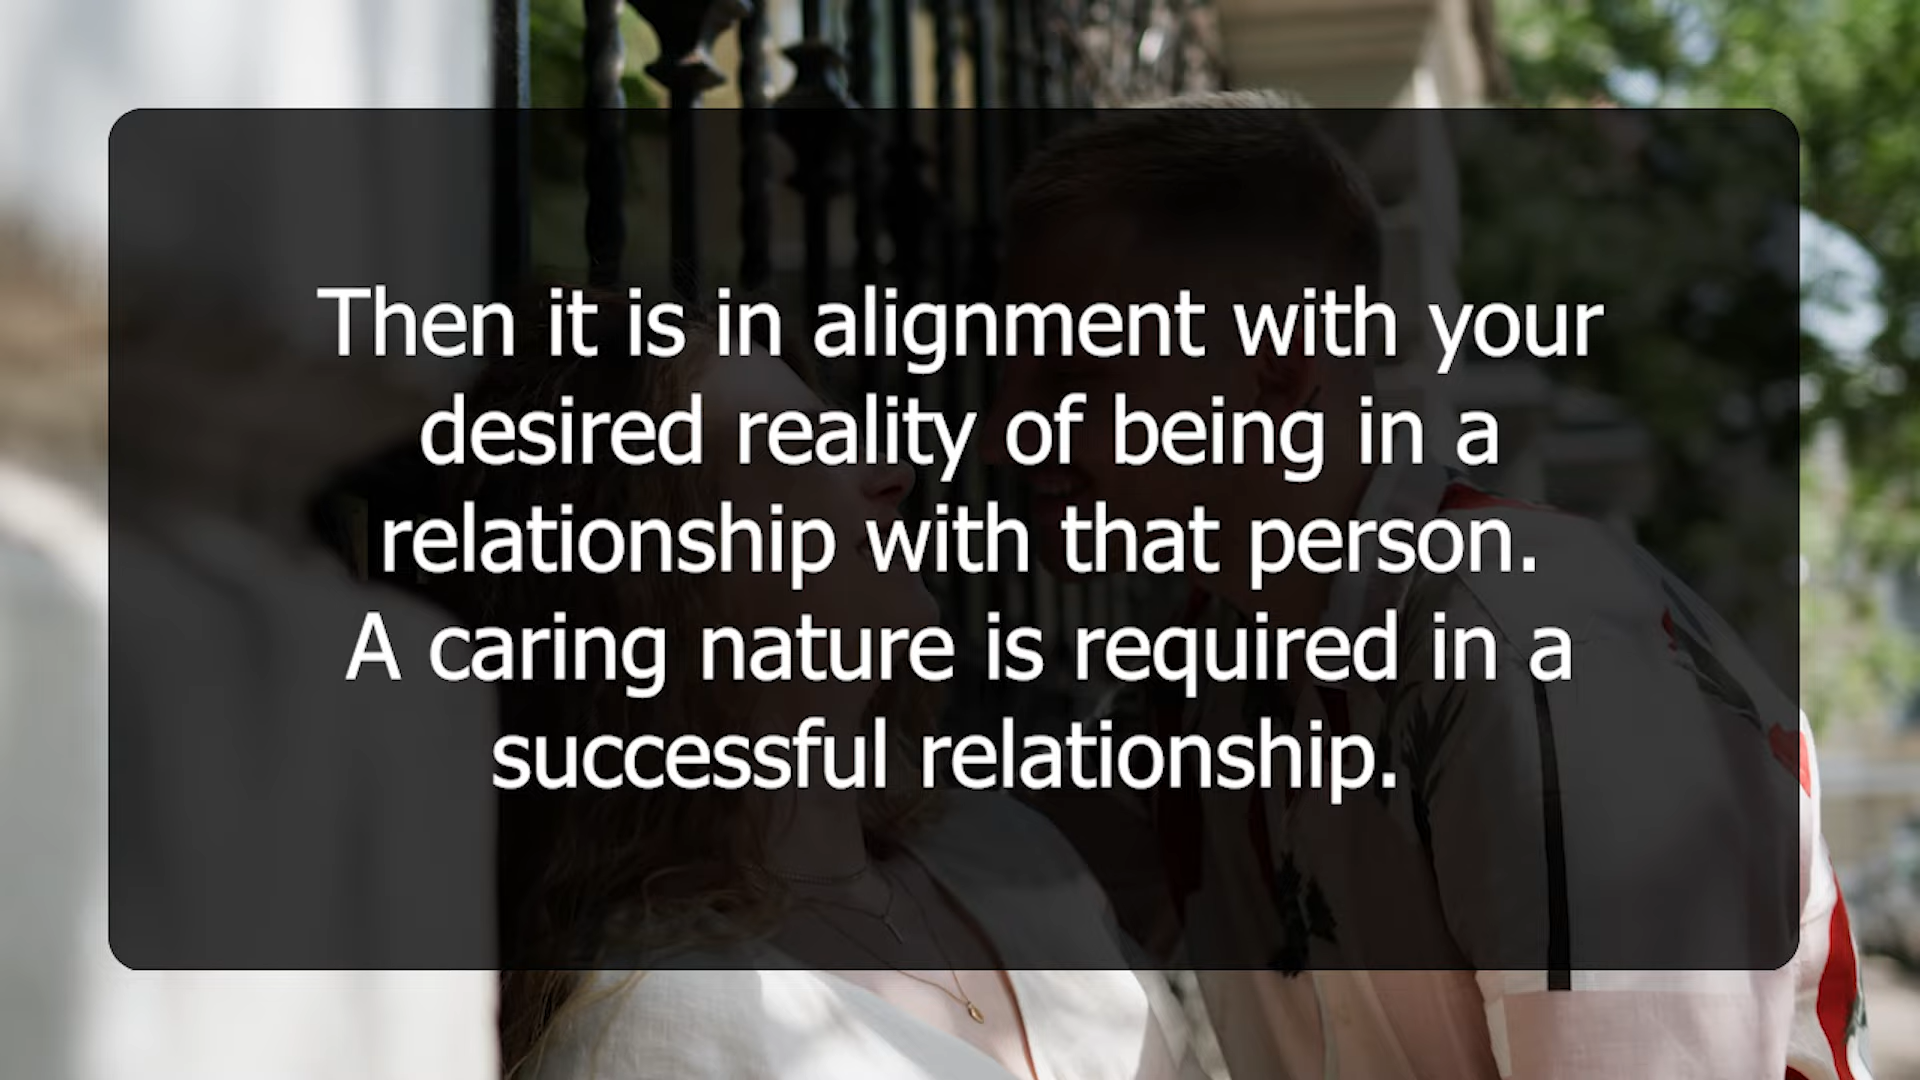 Then it is in alignment with your
desired reality of being in a
relationship with that person.
A caring nature is required in a
successful relationship.